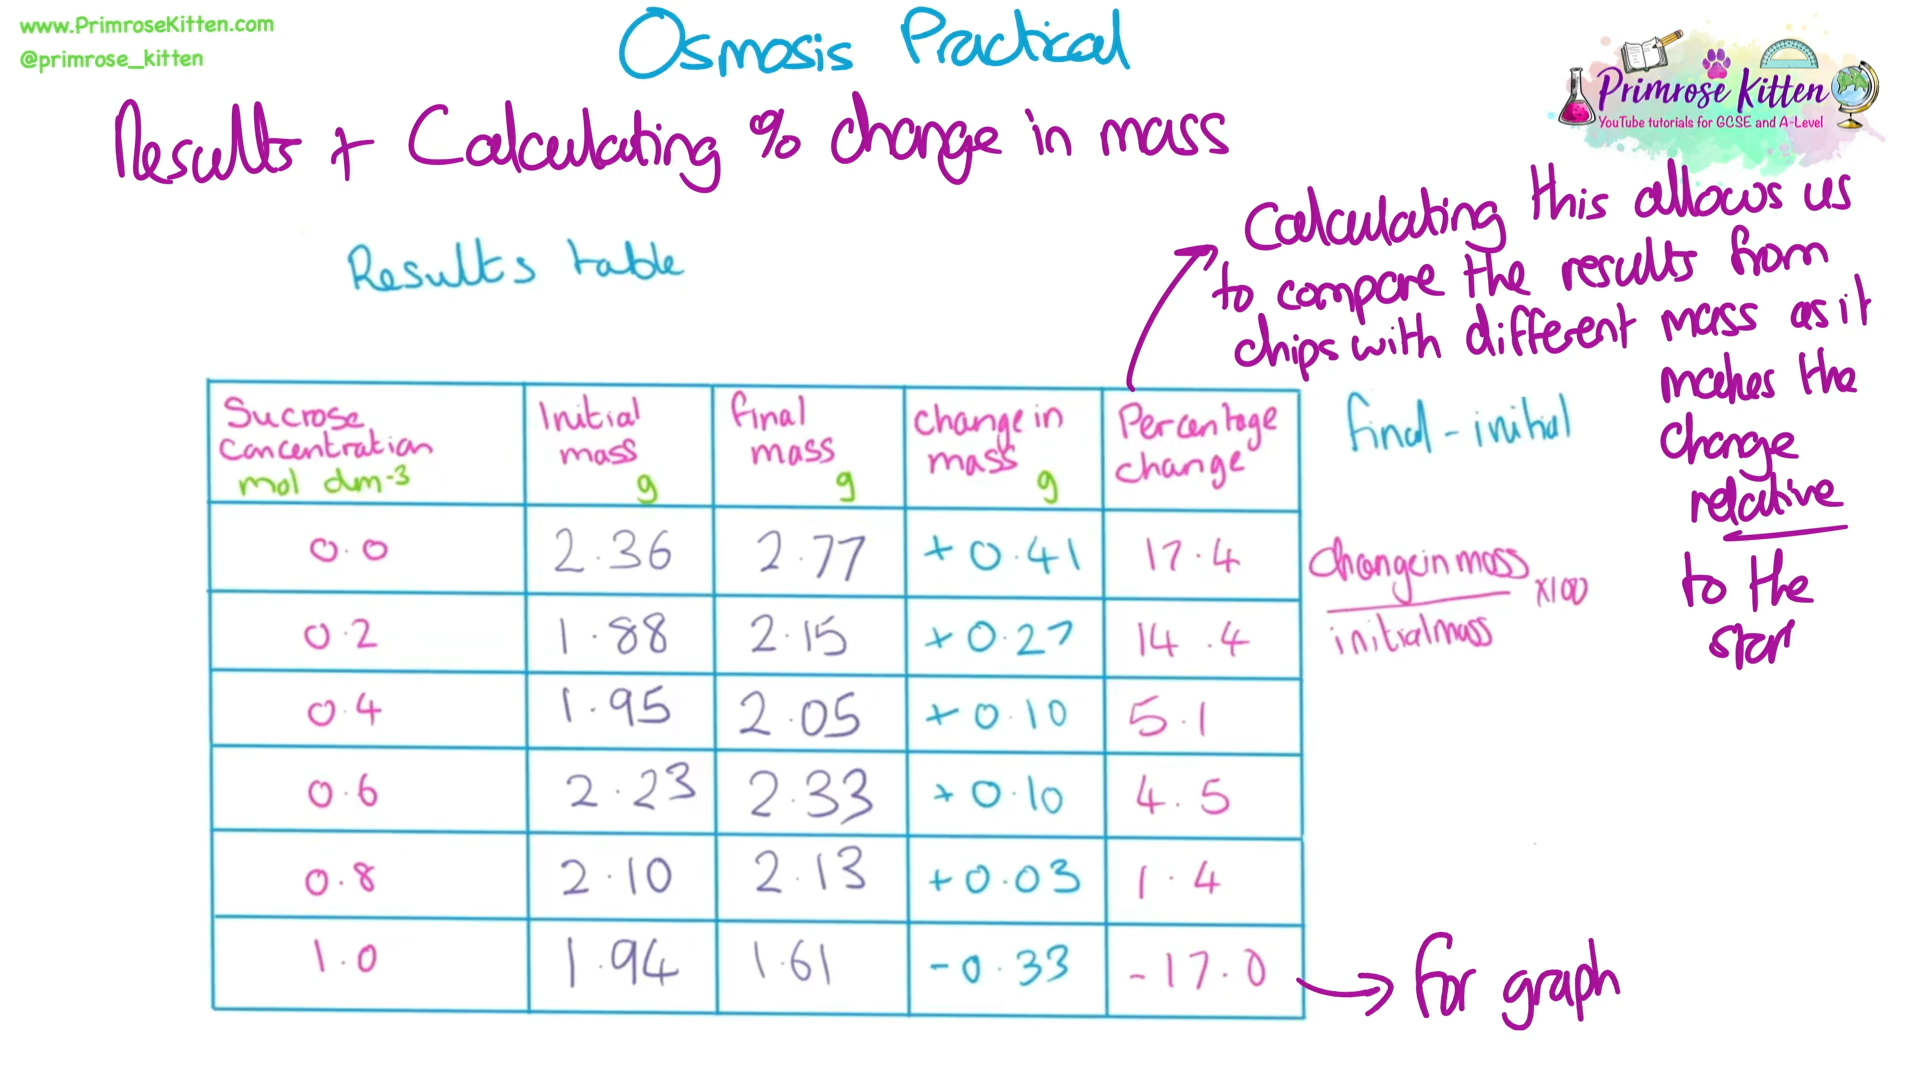 www.PrimroseKitten.com
@primrose_kitten
Osmosis Practical
Primrose Kitten
YouTube tutorials for GCSE and A-Level
Results + Calculating % change in mass
Calculating this allows us
to compare the results from
chips with different mass as it
makes the
change
relative
to the
start
Results table
Sucrose concentration mol dm-3 Initial mass g final mass g change in mass g Percentage change
final - initial
0.0 2.36 2.77 +0.41 17.4
change in mass
initial mass
x100
0.2 1.88 2.15 +0.27 14.4
0.4 1.95 2.05 +0.10 5.1
0.6 2.23 2.33 +0.10 4.5
0.8 2.10 2.13 +0.03 1.4
1.0 1.94 1.61 -0.33 -17.0
for graph